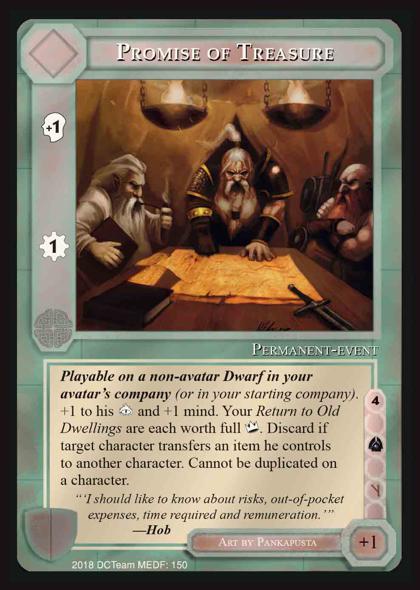 PROMISE OF TREASURE
+1
1
PERMANENT-EVENT
Playable on a non-avatar Dwarf in your
avatar's company (or in your starting company).
+1 to his and +1 mind. Your Return to Old
Dwellings are each worth full . Discard if
target character transfers an item he controls
to another character. Cannot be duplicated on
a character.
"'I should like to know about risks, out-of-pocket
expenses, time required and remuneration.'"
—Hob
4
ART BY PANKAPUSTA
+1
2018 DCTeam MEDF: 150